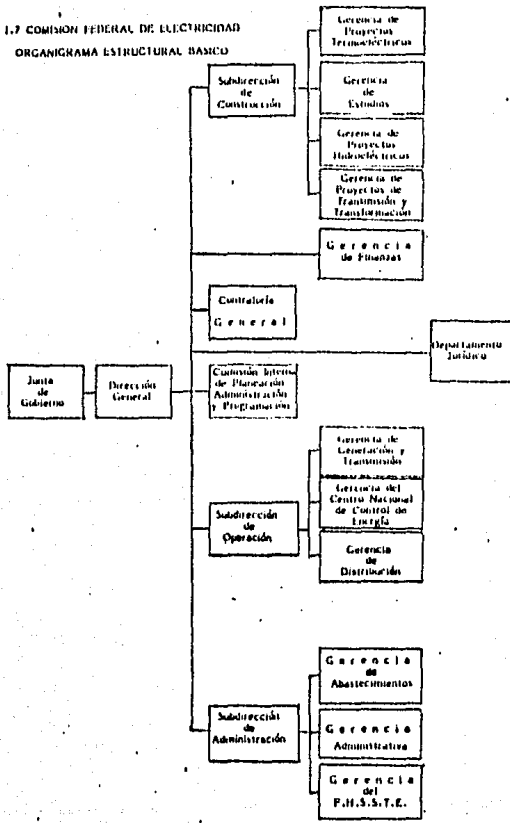 1.7 COMISION FEDERAL DE ELECTRICIDAD
ORGANIGRAMA ESTRUCTURAL BASICO
Gerencia de
Proyectos
Termoeléctricos
Subdirección
de
Construcción
Gerencia
de
Estudios
Gerencia de
Proyectos
Hidroeléctricos
Gerencia de
Proyectos de
Transmisión y
Transformación
Gerencia
de Finanzas
Contraloría
General
Departamento
Jurídico
Junta
de
Gobierno
Dirección
General
Comisión Interna
de Planeación
Administración
y Programación
Gerencia de
Generación y
Transmisión
Subdirección
de
Operación
Gerencia del
Centro Nacional
de Control de
Energía
Gerencia
de
Distribución
Gerencia
de
Abastecimientos
Subdirección
de
Administración
Gerencia
Administrativa
Gerencia
del
P.H.S.S.T.E.